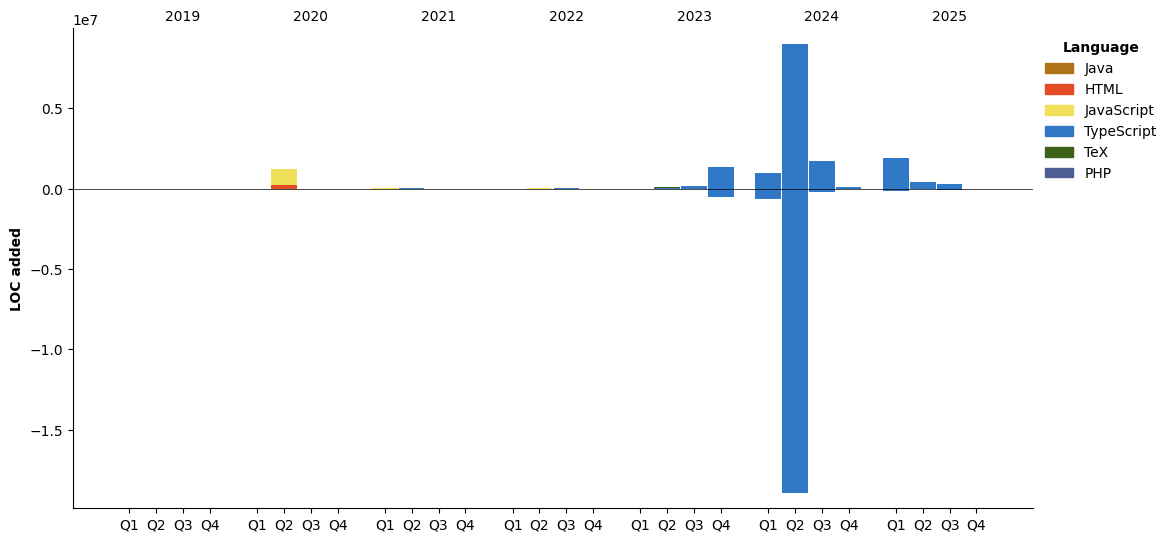 1e7
2019 2020 2021 2022 2023 2024 2025
Language
Java
HTML
JavaScript
TypeScript
TeX
PHP
0.5
0.0
−0.5
−1.0
−1.5
LOC added
Q1 Q2 Q3 Q4 Q1 Q2 Q3 Q4 Q1 Q2 Q3 Q4 Q1 Q2 Q3 Q4 Q1 Q2 Q3 Q4 Q1 Q2 Q3 Q4 Q1 Q2 Q3 Q4